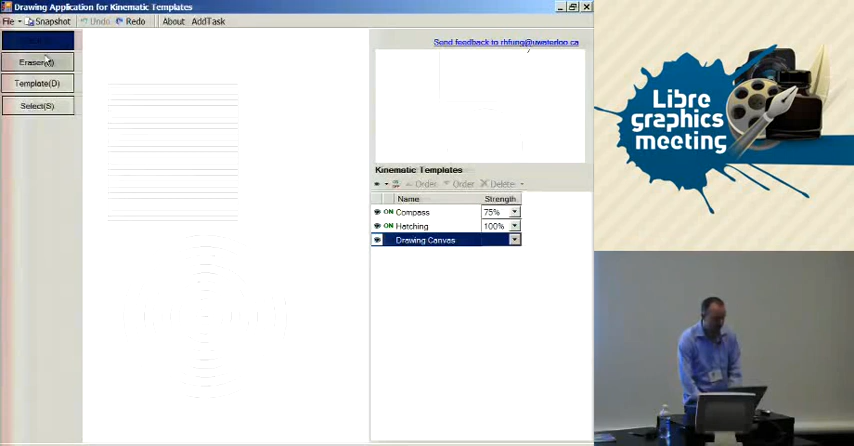 Drawing Application for Kinematic Templates
File Snapshot Undo Redo About AddTask
Template(D)
Select(S)
Send feedback to rhfung@uwaterloo.ca
Kinematic Templates
Order Order Delete
Name Strength
ON Compass 75%
ON Hatching 100%
Drawing Canvas
Libre
graphics
meeting